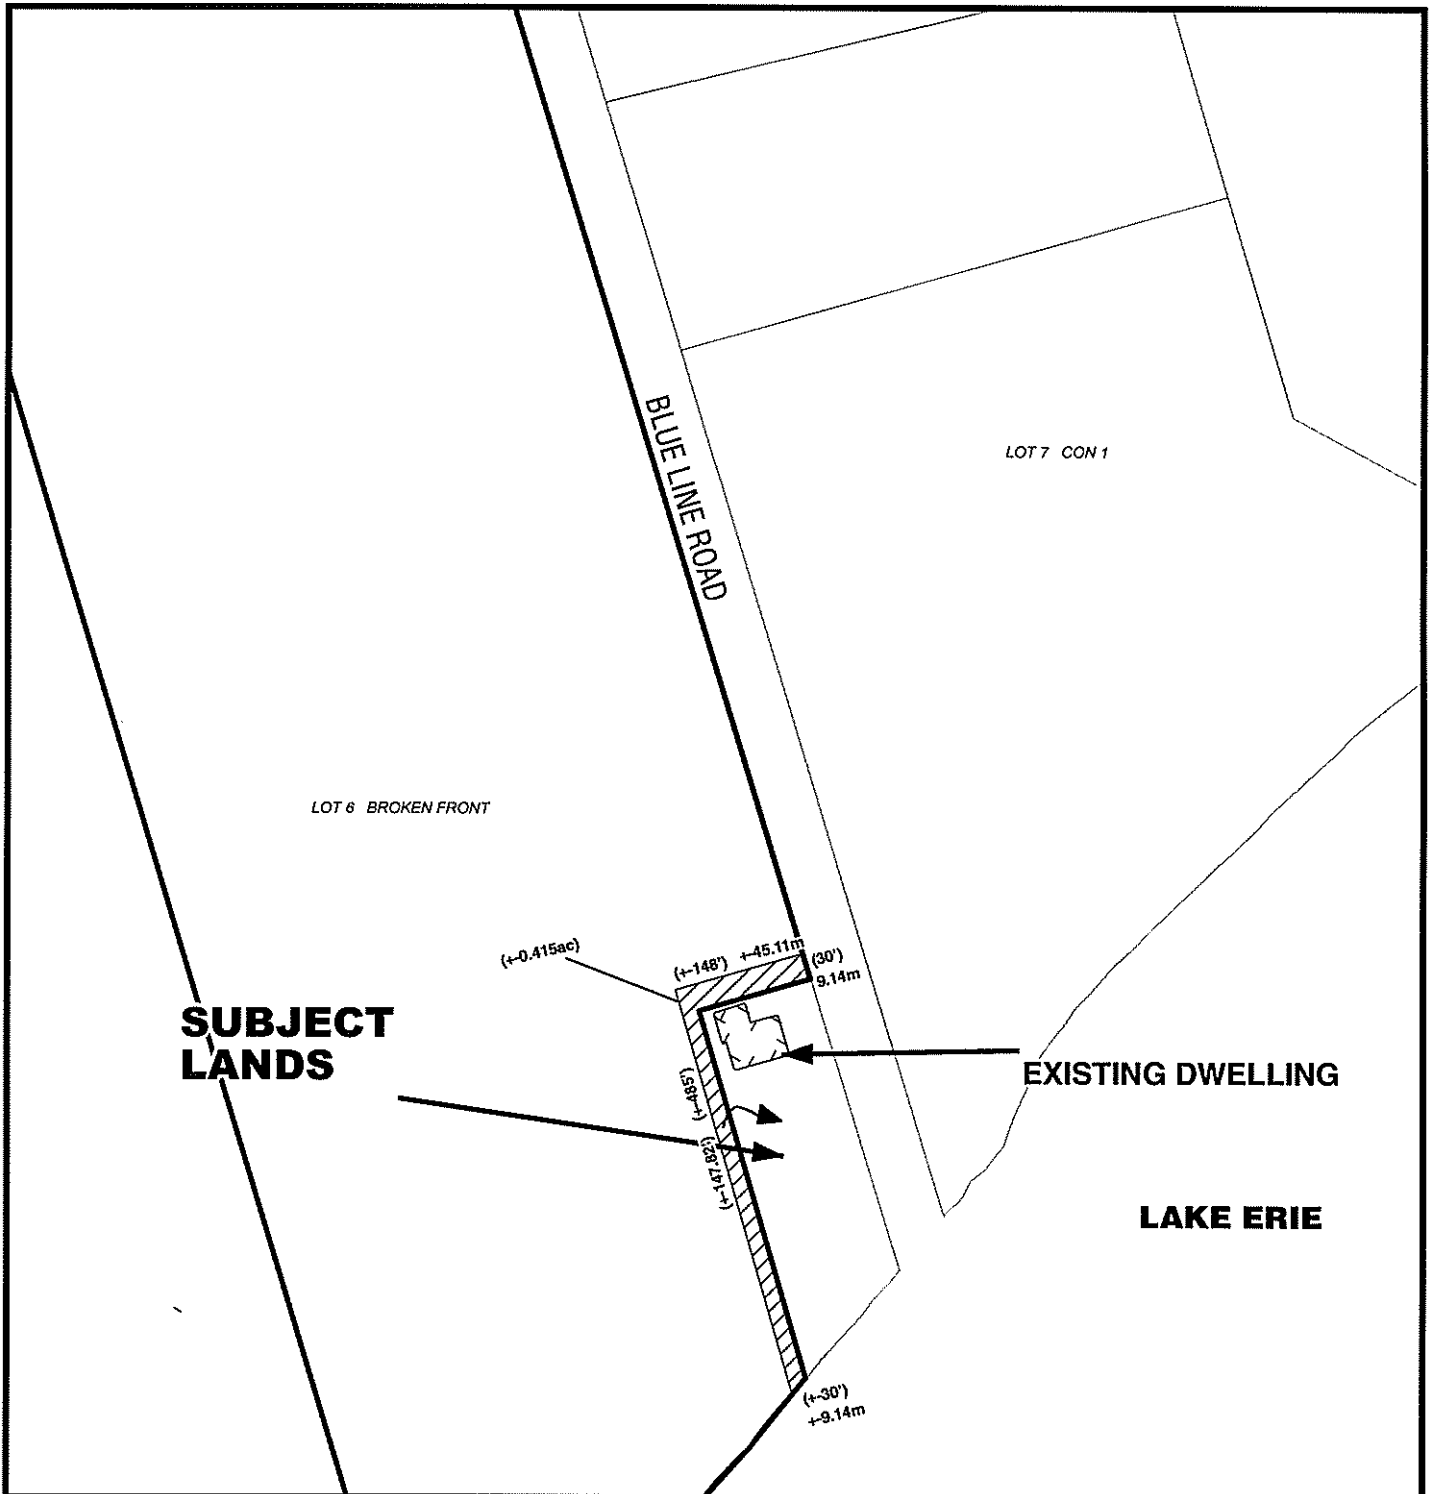 BLUE LINE ROAD
LOT 7 CON 1
LOT 6 BROKEN FRONT
(+-0.415ac)
(+-148') +-45.11m
(30')
9.14m
SUBJECT
LANDS
EXISTING DWELLING
(+-485')
(+-147.82')
LAKE ERIE
(+-30')
+-9.14m